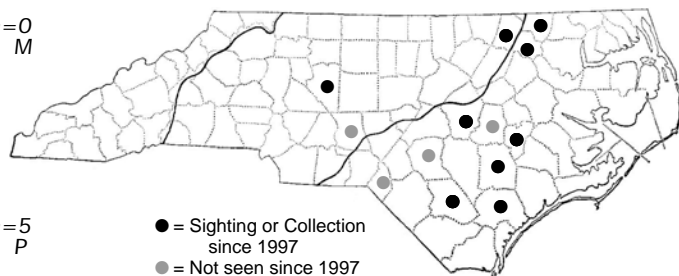 =0
M
=5
P
● = Sighting or Collection
since 1997
● = Not seen since 1997